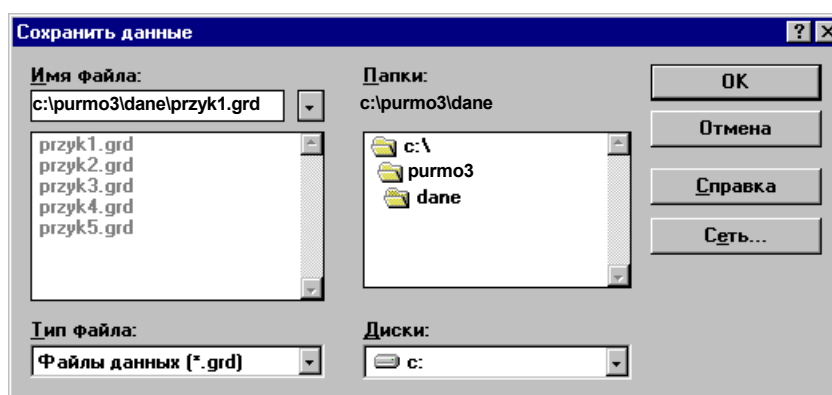 Сохранить данные
Имя файла:
c:\purmo3\dane\przyk1.grd
przyk1.grd
przyk2.grd
przyk3.grd
przyk4.grd
przyk5.grd
Тип файла:
Файлы данных (*.grd)
Папки:
c:\purmo3\dane
c:\
purmo3
dane
Диски:
c:
OK
Отмена
Справка
Сеть...